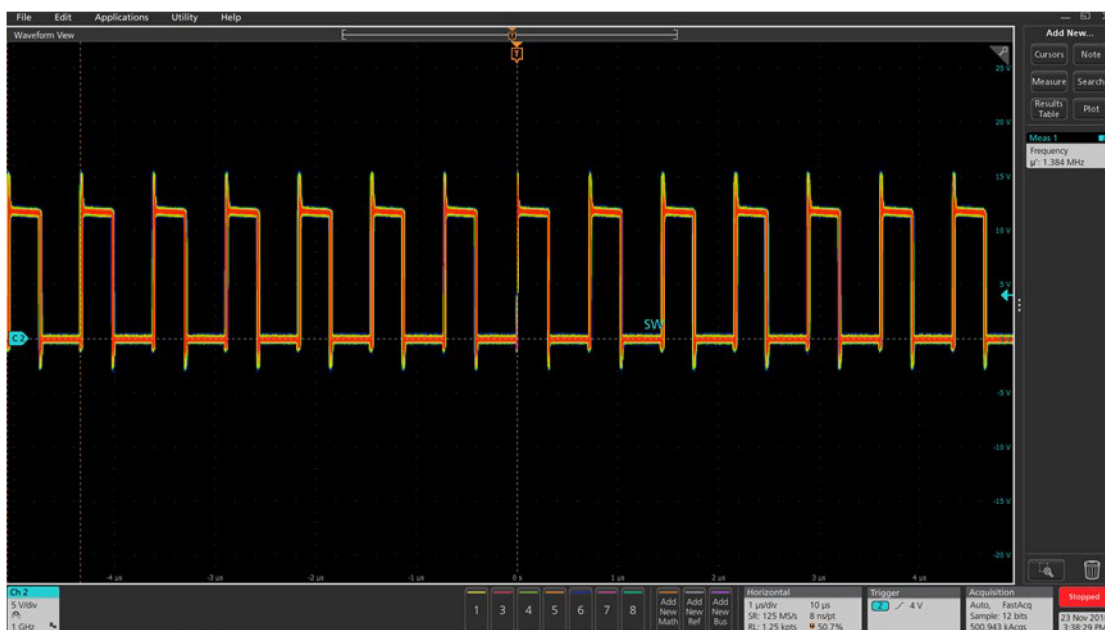 File Edit Applications Utility Help
Waveform View
Add New...
Cursors Note
Measure Search
Results Table Plot
Meas 1
Frequency
µ': 1.384 MHz
T
T
25 V
20 V
15 V
10 V
5 V
C 2
SW
-5 V
-10 V
-15 V
-20 V
-4 µs -3 µs -2 µs -1 µs 0 s 1 µs 2 µs 3 µs 4 µs
Ch 2
5 V/div
1 GHz
1 3 4 5 6 7 8
Add New Math
Add New Ref
Add New Bus
Horizontal
1 µs/div 10 µs
SR: 125 MS/s 8 ns/pt
RL: 1.25 kpts 50.7%
Trigger
2 4 V
Acquisition
Auto, FastAcq
Sample: 12 bits
500.943 kAcqs
Stopped
23 Nov
3:38:29 PM